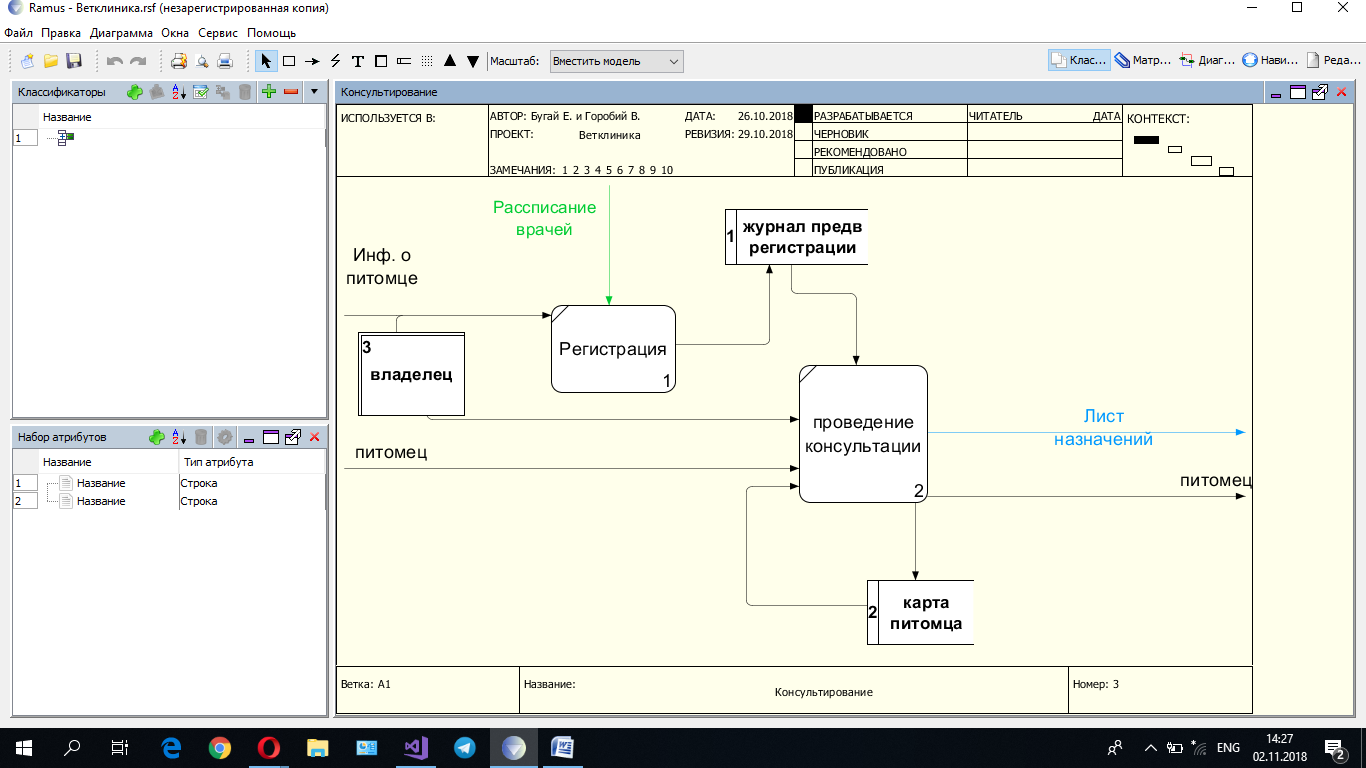 Ramus - Ветклиника.rsf (незарегистрированная копия)
Файл Правка Диаграмма Окна Сервис Помощь
Масштаб: Вместить модель Клас... Матр... Диаг... Нави... Реда...
Классификаторы
Название
1
Набор атрибутов
Название Тип атрибута
1 Название Строка
2 Название Строка
Консультирование
ИСПОЛЬЗУЕТСЯ В:
АВТОР: Бугай Е. и Горобий В. ДАТА: 26.10.2018
ПРОЕКТ: Ветклиника РЕВИЗИЯ: 29.10.2018
ЗАМЕЧАНИЯ: 1 2 3 4 5 6 7 8 9 10
РАЗРАБАТЫВАЕТСЯ ЧИТАТЕЛЬ ДАТА
ЧЕРНОВИК
РЕКОМЕНДОВАНО
ПУБЛИКАЦИЯ
КОНТЕКСТ:
Рассписание
врачей
1
журнал предв
регистрации
Инф. о
питомце
3
владелец
Регистрация
1
проведение
консультации
2
Лист
назначений
питомец
питомец
2
карта
питомца
Ветка: A1
Название:
Консультирование
Номер: 3
ENG
14:27
02.11.2018
2